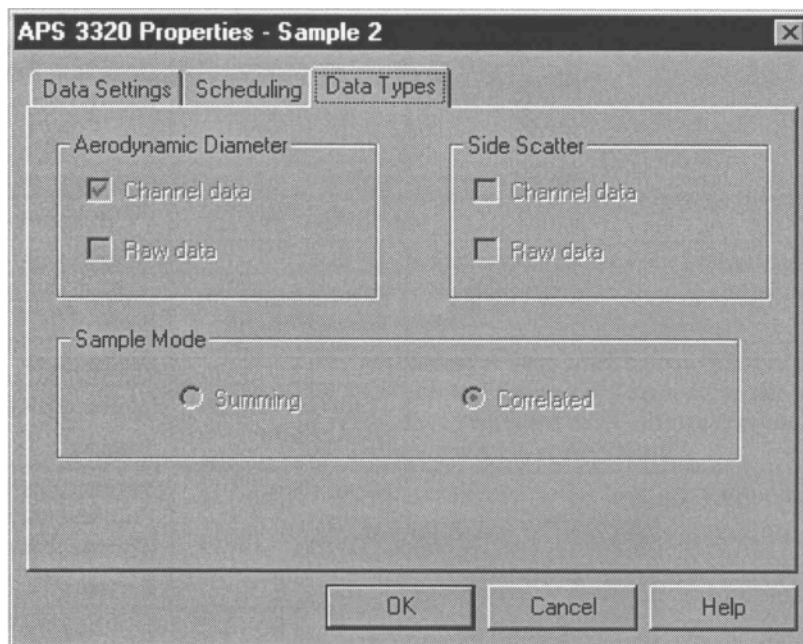 APS 3320 Properties - Sample 2
Data Settings Scheduling Data Types
Aerodynamic Diameter
Channel data
Raw data
Side Scatter
Channel data
Raw data
Sample Mode
Summing Correlated
OK Cancel Help